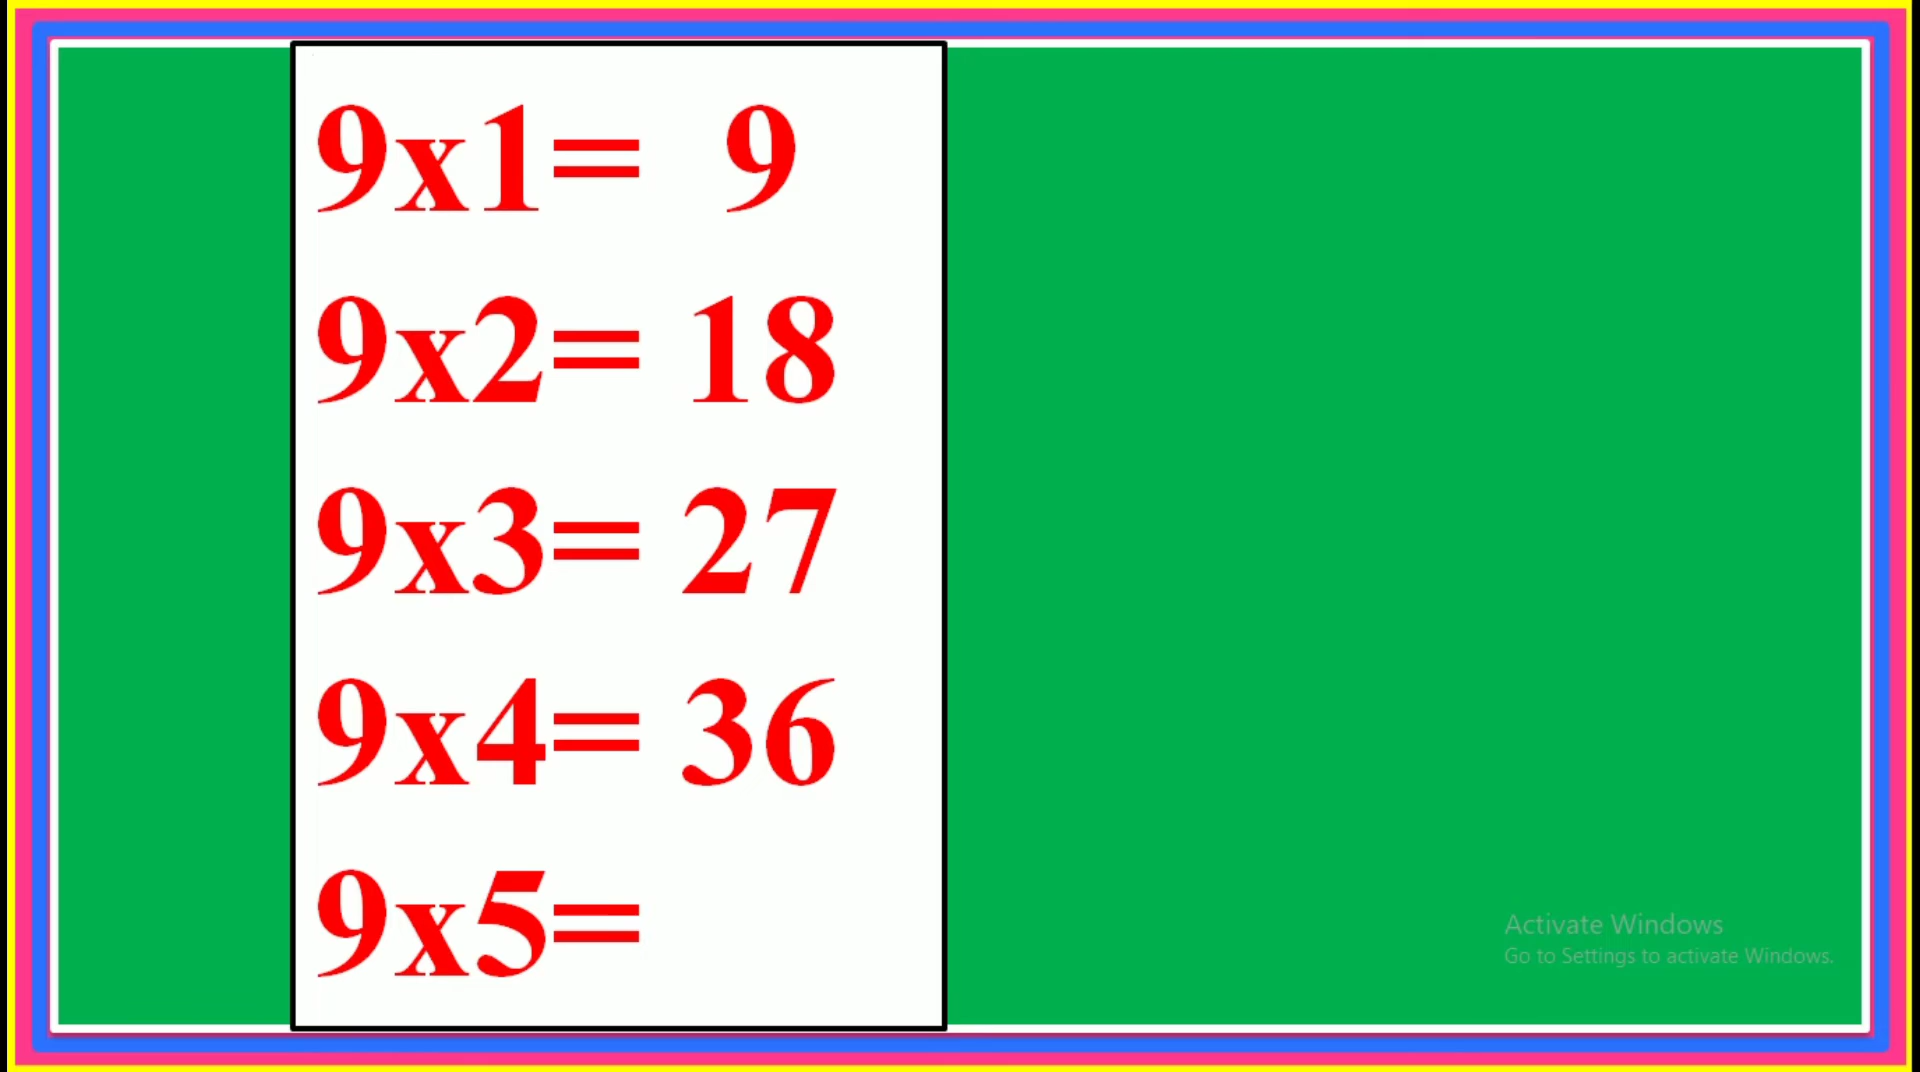 9x1= 9
9x2= 18
9x3= 27
9x4= 36
9x5=
Activate Windows
Go to Settings to activate Windows.